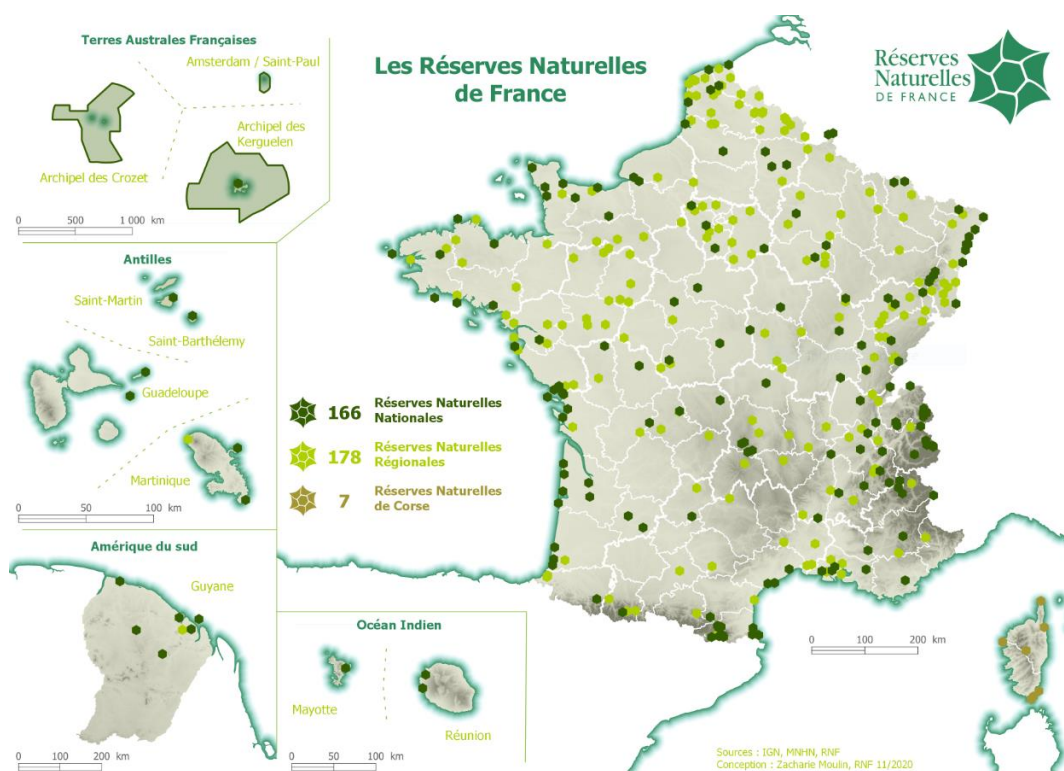 Terres Australes Françaises
Amsterdam / Saint-Paul
Archipel des
Kerguelen
Archipel des Crozet
0 500 1 000 km
Les Réserves Naturelles
de France
Réserves
Naturelles
DE FRANCE
Antilles
Saint-Martin
Saint-Barthélemy
Guadeloupe
Martinique
0 50 100 km
166 Réserves Naturelles
Nationales
178 Réserves Naturelles
Régionales
7 Réserves Naturelles
de Corse
Amérique du sud
Guyane
0 100 200 km
Océan Indien
Mayotte
Réunion
0 50 100 km
0 100 200 km
Sources : IGN, MNHN, RNF
Conception : Zacharie Moulin, RNF 11/2020